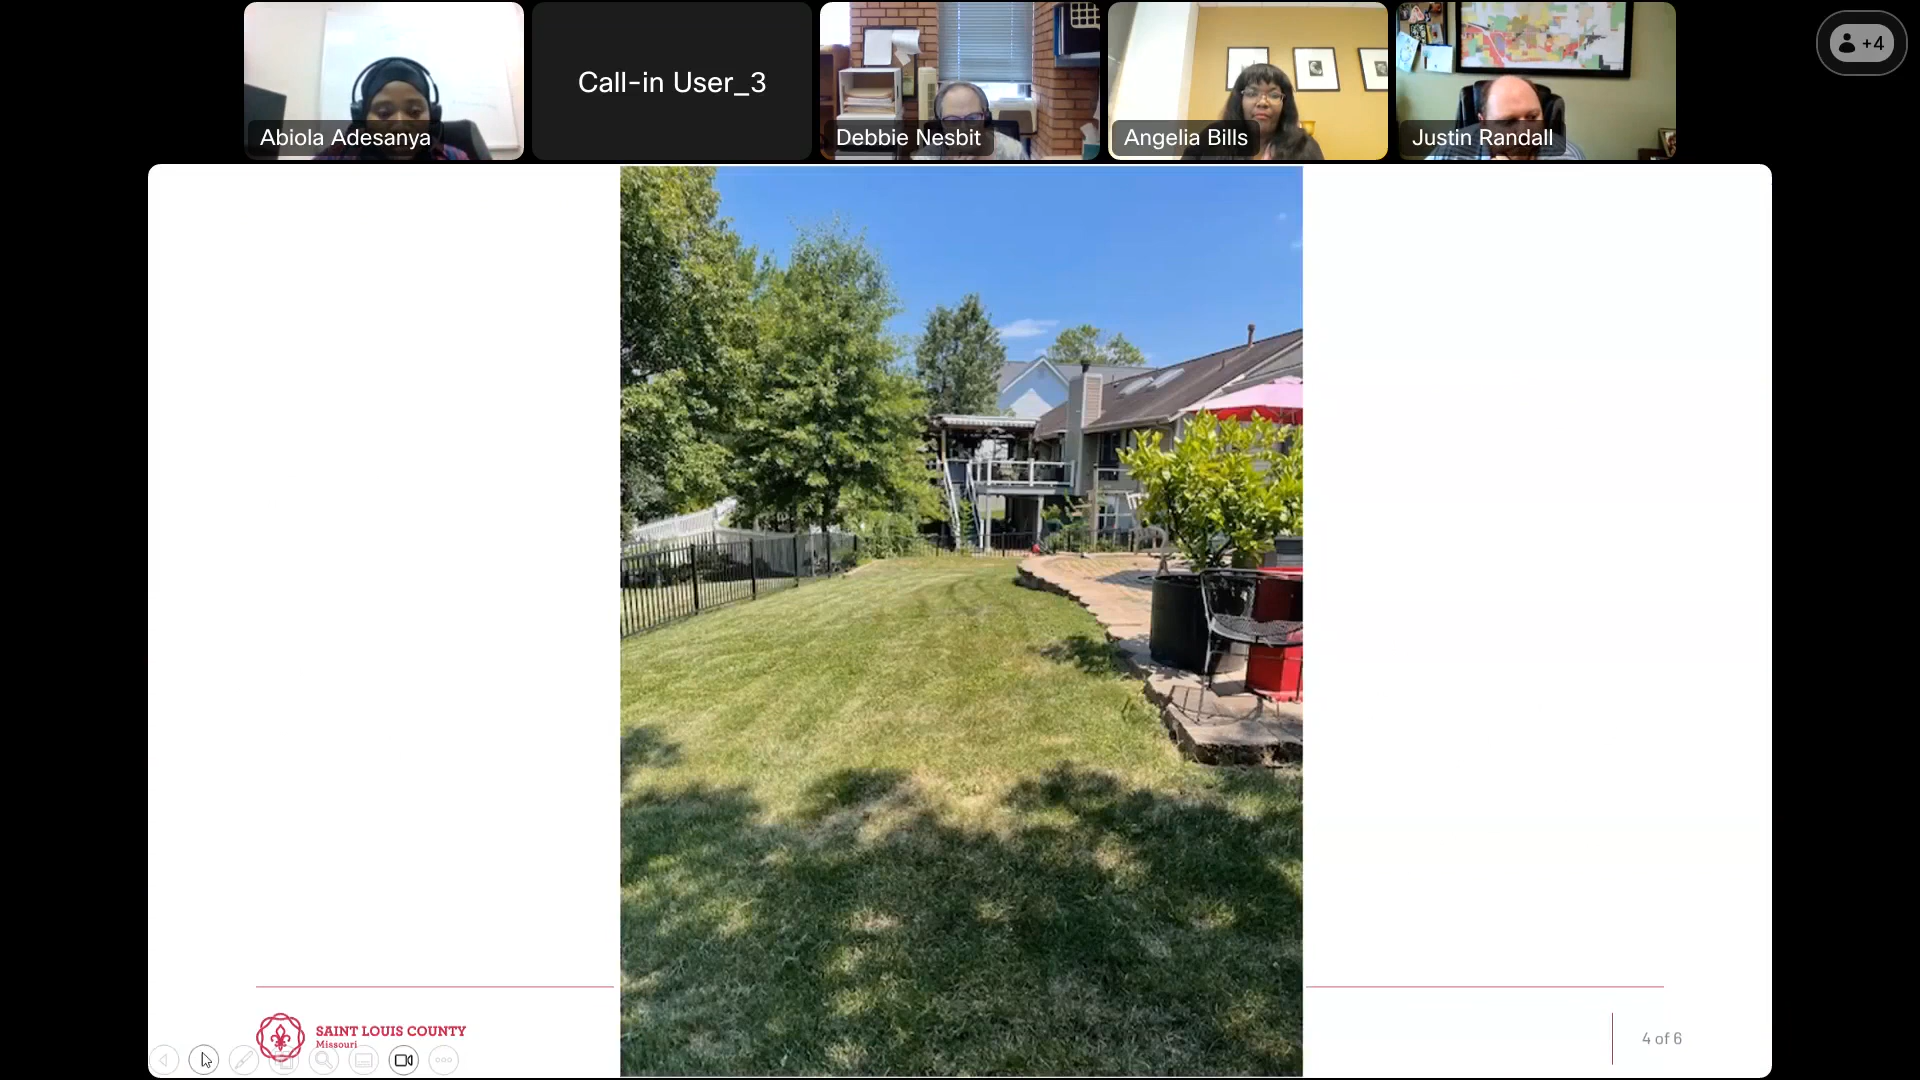 Abiola Adesanya
Call-in User_3
Debbie Nesbit
Angelia Bills
Justin Randall
+4
SAINT LOUIS COUNTY
Missouri
4 of 6